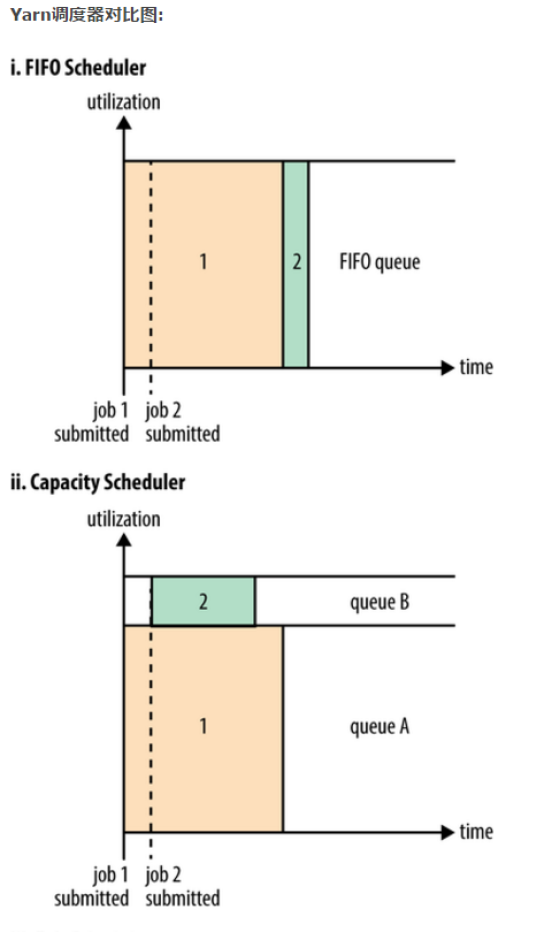 Yarn调度器对比图:
i. FIFO Scheduler
utilization
1
2
FIFO queue
time
job 1 job 2
submitted submitted
ii. Capacity Scheduler
utilization
2
queue B
1
queue A
time
job 1 job 2
submitted submitted